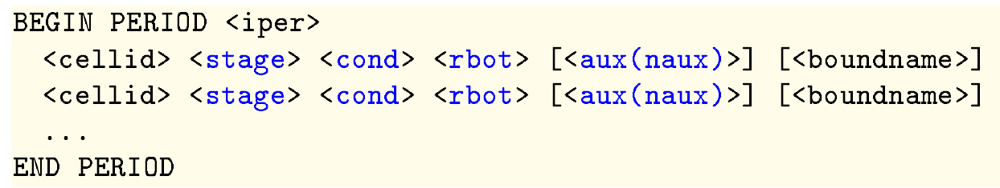 BEGIN PERIOD <iper>
<cellid> <stage> <cond> <rbot> [<aux(naux)>] [<boundname>]
<cellid> <stage> <cond> <rbot> [<aux(naux)>] [<boundname>]
...
END PERIOD